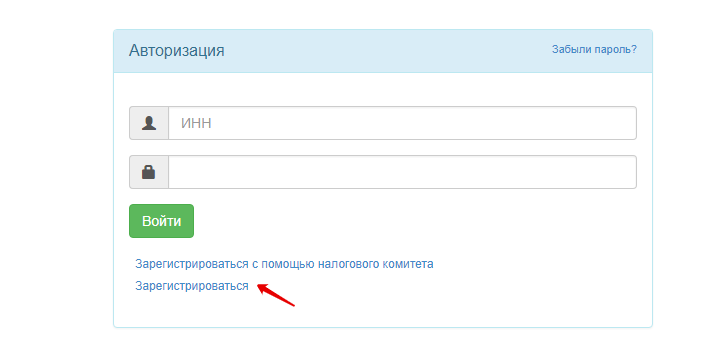 Авторизация
Забыли пароль?
ИНН
Войти
Зарегистрироваться с помощью налогового комитета
Зарегистрироваться